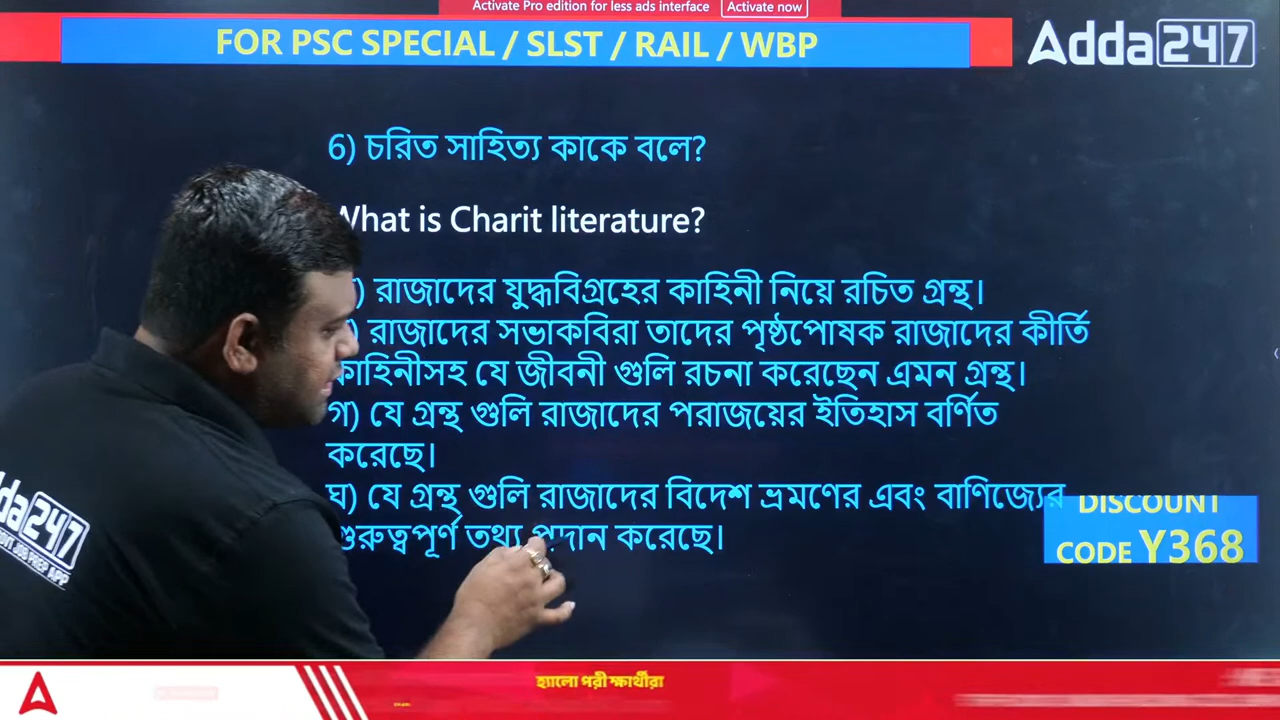 Activate Pro edition for less ads interface Activate now
FOR PSC SPECIAL / SLST / RAIL / WBP
Adda247
6) চরিত সাহিত্য কাকে বলে?
What is Charit literature?
) রাজাদের যুদ্ধবিগ্রহের কাহিনী নিয়ে রচিত গ্রন্থ।
) রাজাদের সভাকবিরা তাদের পৃষ্ঠপোষক রাজাদের কীর্তি
কাহিনীসহ যে জীবনী গুলি রচনা করেছেন এমন গ্রন্থ।
গ) যে গ্রন্থ গুলি রাজাদের পরাজয়ের ইতিহাস বর্ণিত
করেছে।
ঘ) যে গ্রন্থ গুলি রাজাদের বিদেশ ভ্রমণের এবং বাণিজ্যের
গুরুত্বপূর্ণ তথ্য প্রদান করেছে।
DISCOUNT
CODE Y368
dda247
APP
হ্যালো পরীক্ষার্থীরা